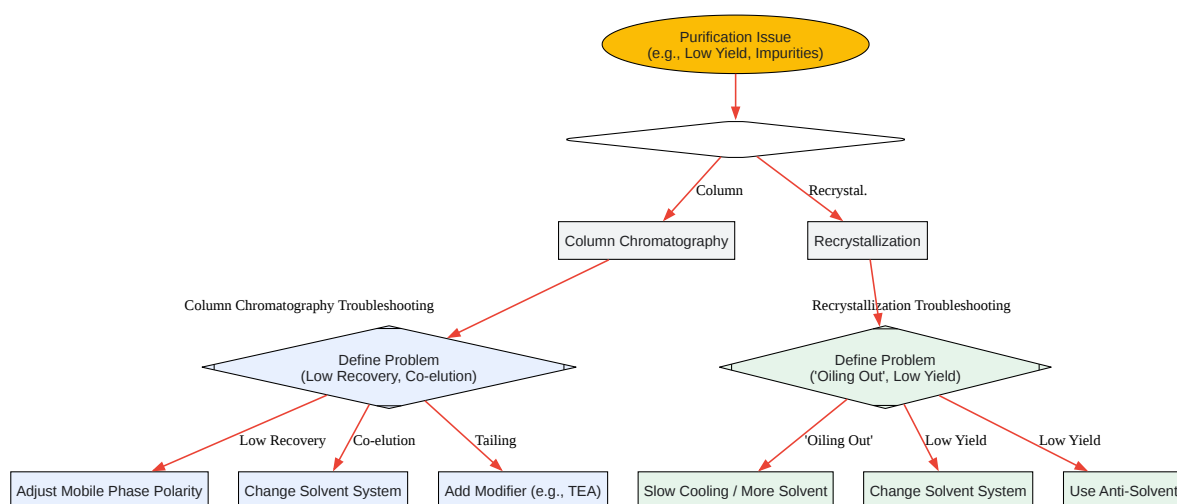 Purification Issue
(e.g., Low Yield, Impurities)
Column
Recrystal.
Column Chromatography
Recrystallization
Column Chromatography Troubleshooting
Recrystallization Troubleshooting
Define Problem
(Low Recovery, Co-elution)
Define Problem
('Oiling Out', Low Yield)
Low Recovery
Co-elution
Tailing
'Oiling Out'
Low Yield
Low Yield
Adjust Mobile Phase Polarity
Change Solvent System
Add Modifier (e.g., TEA)
Slow Cooling / More Solvent
Change Solvent System
Use Anti-Solvent